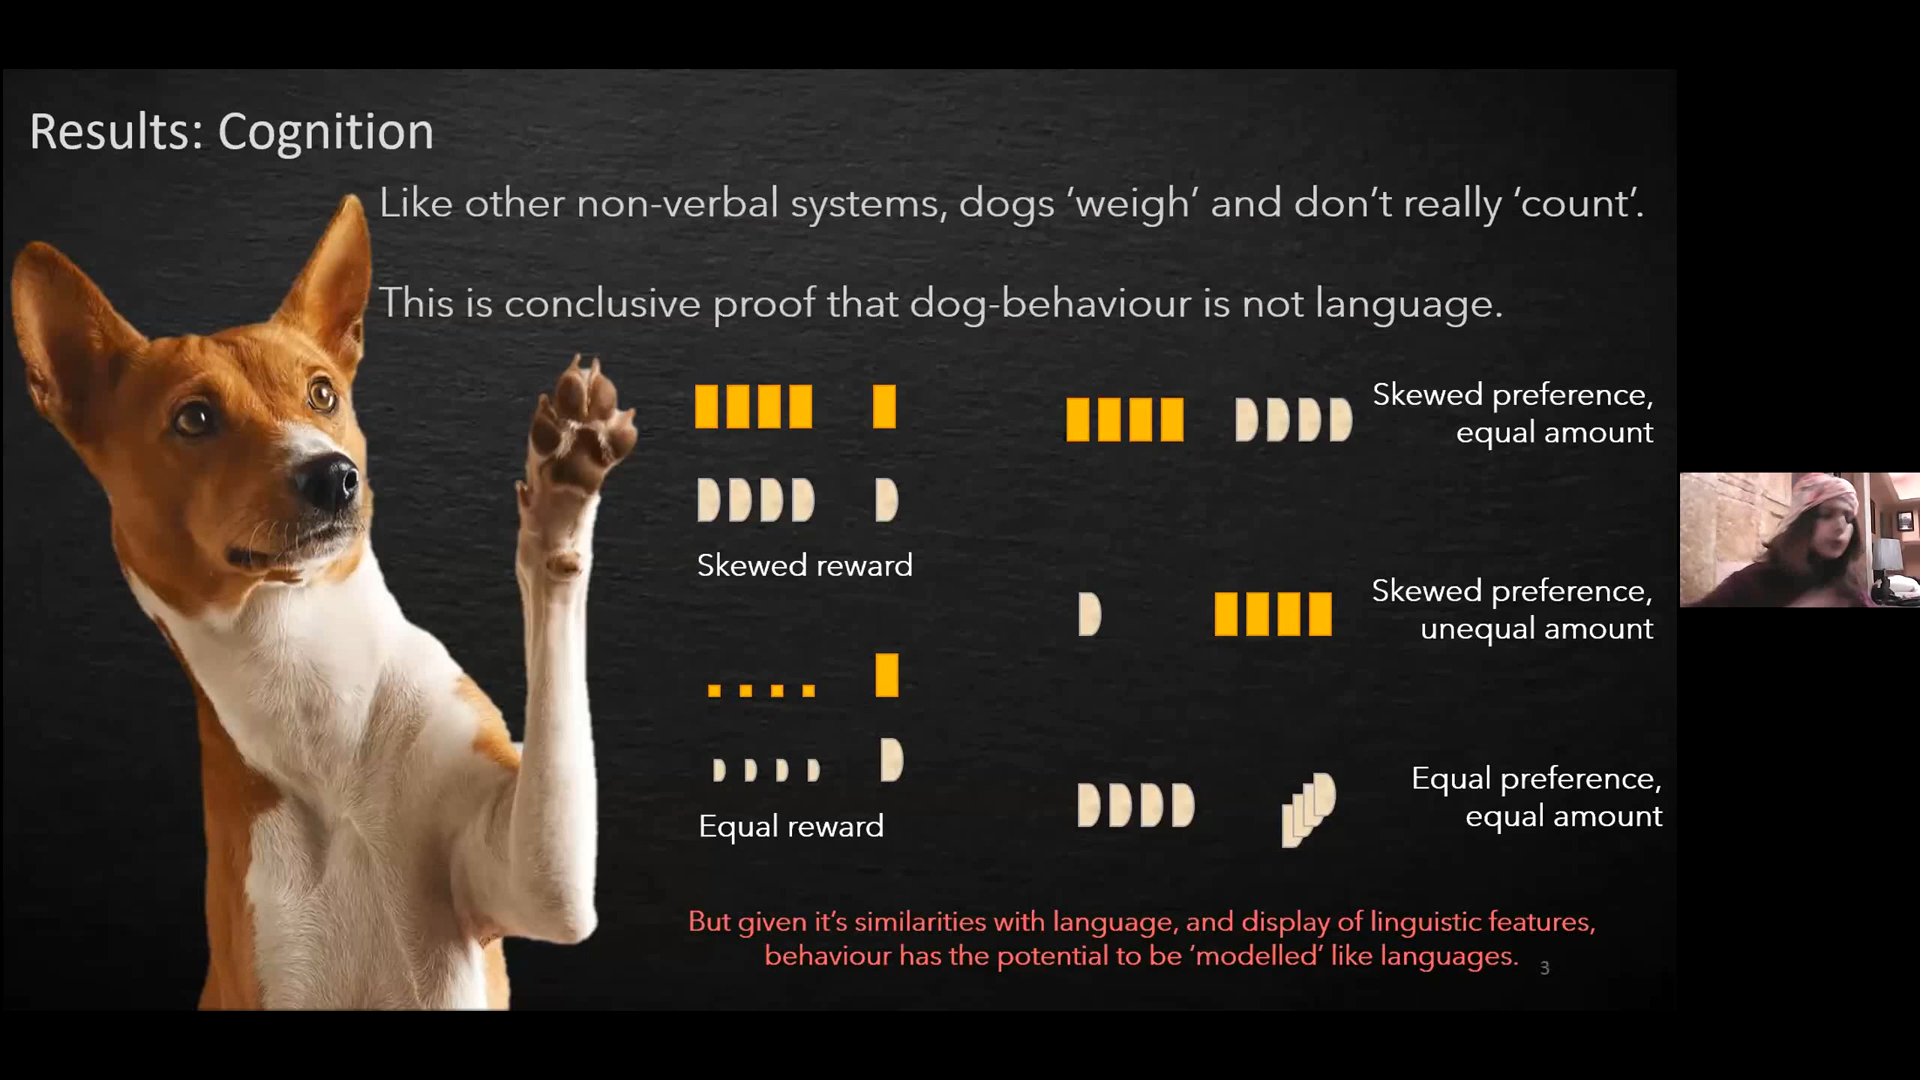 Results: Cognition
Like other non-verbal systems, dogs ‘weigh’ and don’t really ‘count’.
This is conclusive proof that dog-behaviour is not language.
Skewed reward
Equal reward
Skewed preference,
equal amount
Skewed preference,
unequal amount
Equal preference,
equal amount
But given it’s similarities with language, and display of linguistic features,
behaviour has the potential to be ‘modelled’ like languages.
3